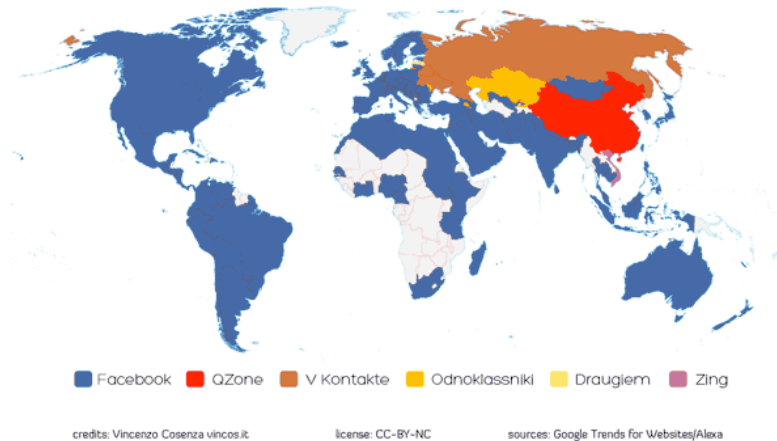 Facebook QZone V Kontakte Odnoklassniki Draugiem Zing
credits: Vincenzo Cosenza vincos.it license: CC-BY-NC sources: Google Trends for Websites/Alexa